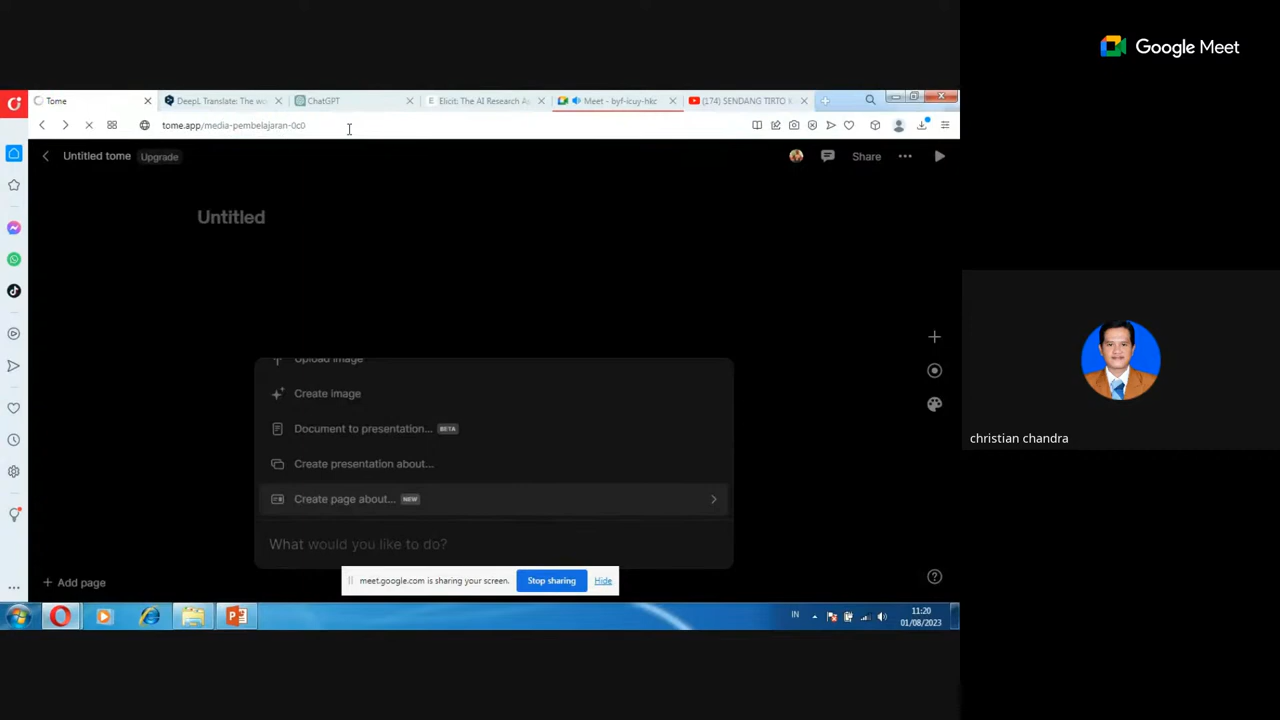 Google Meet
Tome
DeepL Translate: The wo
ChatGPT
Elicit: The AI Research As
Meet - byf-icuy-hkc
(174) SENDANG TIRTO K
tome.app/media-pembelajaran-0c0
Untitled tome
Upgrade
Share
Untitled
Upload image
Create image
Document to presentation... BETA
Create presentation about...
Create page about... NEW
What would you like to do?
christian chandra
meet.google.com is sharing your screen. Stop sharing Hide
+ Add page
IN
11:20
01/08/2023